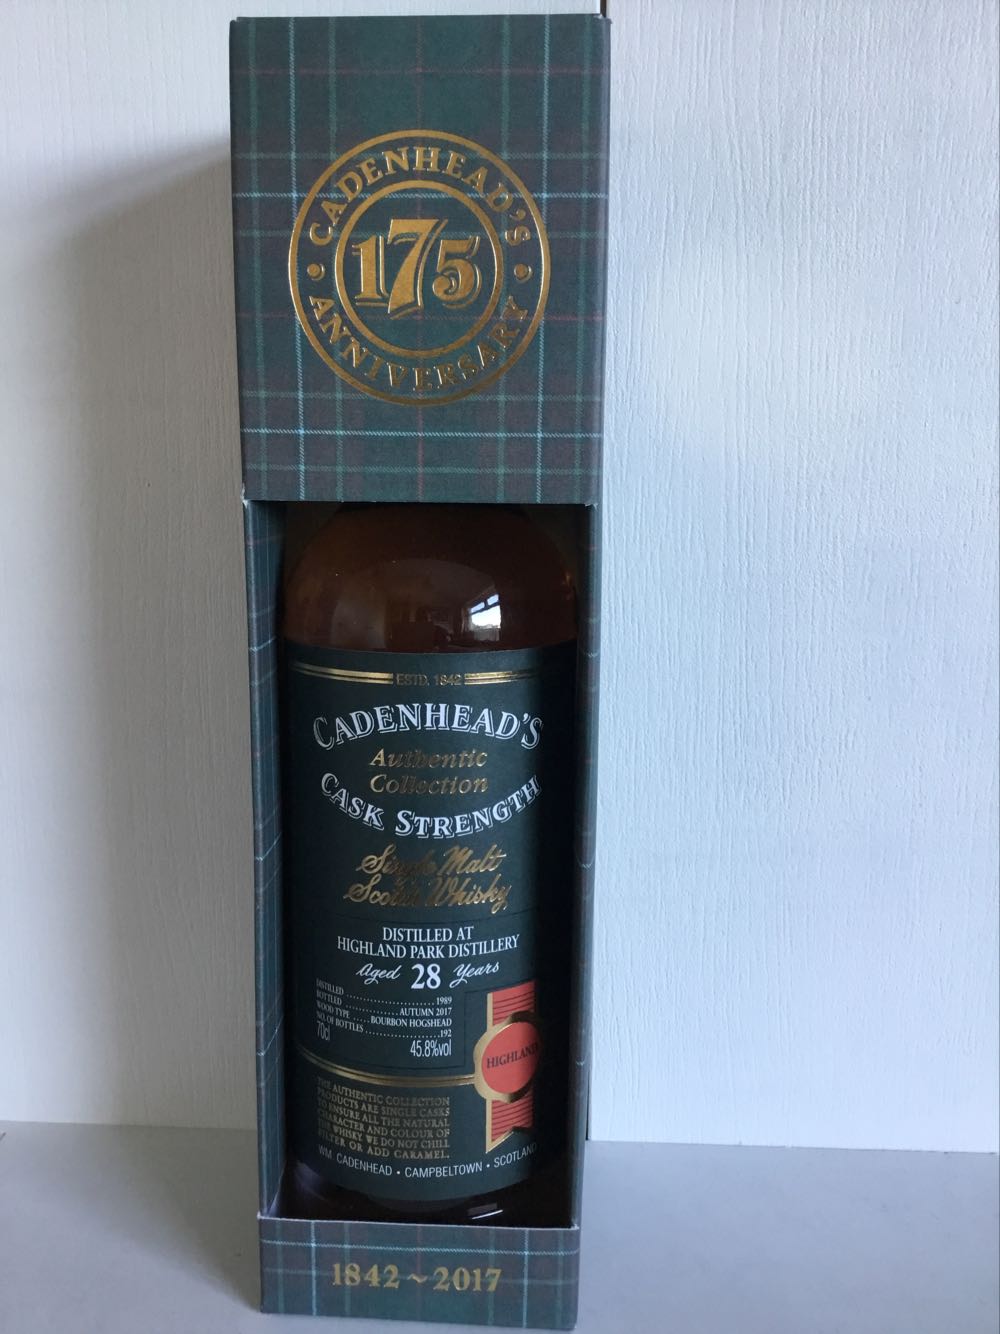 CADENHEAD'S
175
ANNIVERSARY
ESTD. 1842
CADENHEAD'S
Authentic
Collection
CASK STRENGTH
Single Malt
Scotch Whisky
DISTILLED AT
HIGHLAND PARK DISTILLERY
Aged 28 Years
DISTILLED ........................ 1989
BOTTLED ............... AUTUMN 2017
WOOD TYPE ..... BOURBON HOGSHEAD
NO. OF BOTTLES .................... 192
70cl
45.8%vol
HIGHLAND
THE AUTHENTIC COLLECTION
PRODUCTS ARE SINGLE CASKS
TO ENSURE ALL THE NATURAL
CHARACTER AND COLOUR OF
THE WHISKY WE DO NOT CHILL
FILTER OR ADD CARAMEL.
WM CADENHEAD • CAMPBELTOWN • SCOTLAND
1842 ~ 2017